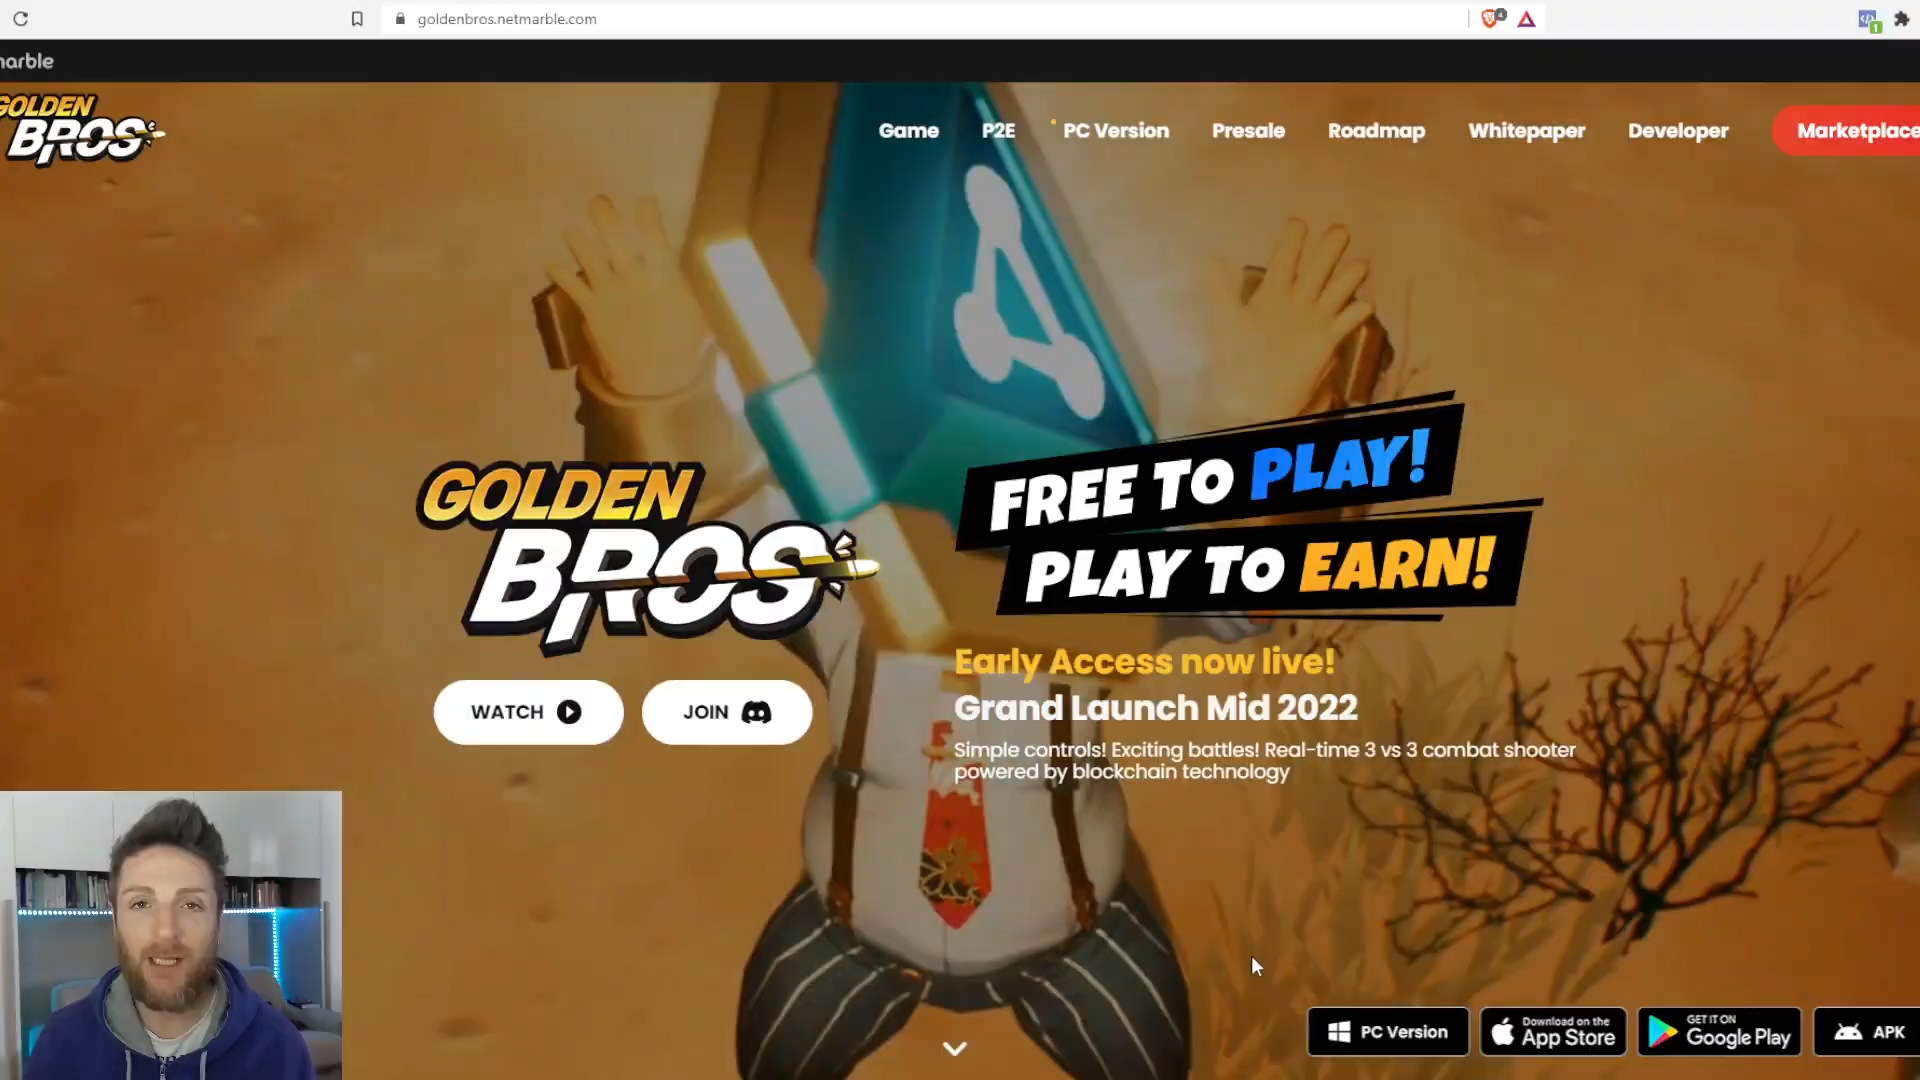 goldenbros.netmarble.com
4
1
marble
GOLDEN
BROS
Game
P2E
PC Version
Presale
Roadmap
Whitepaper
Developer
Marketplace
GOLDEN
BROS
FREE TO PLAY!
PLAY TO EARN!
WATCH
JOIN
Early Access now live!
Grand Launch Mid 2022
Simple controls! Exciting battles! Real-time 3 vs 3 combat shooter
powered by blockchain technology
PC Version
Download on the
App Store
GET IT ON
Google Play
APK